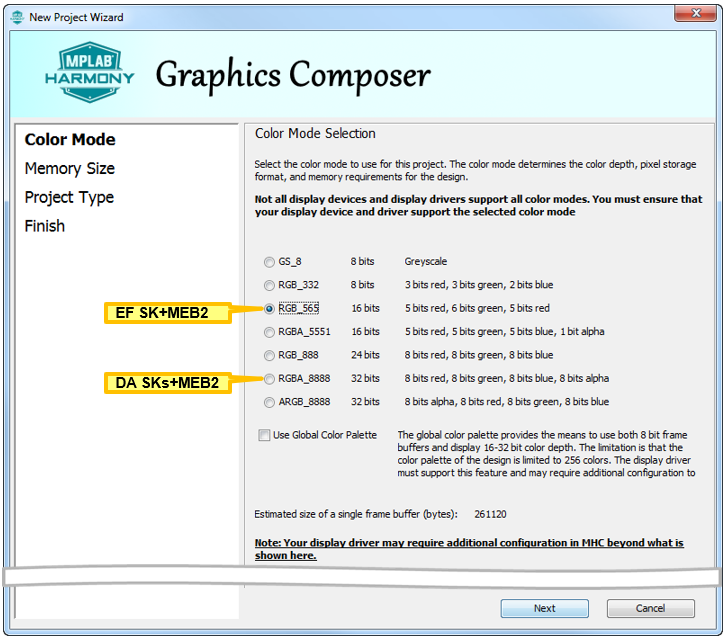 New Project Wizard
MPLAB
HARMONY
Graphics Composer
Color Mode
Memory Size
Project Type
Finish
Color Mode Selection
Select the color mode to use for this project. The color mode determines the color depth, pixel storage
format, and memory requirements for the design.
Not all display devices and display drivers support all color modes. You must ensure that
your display device and driver support the selected color mode
GS_8 8 bits Greyscale
RGB_332 8 bits 3 bits red, 3 bits green, 2 bits blue
EF SK+MEB2 RGB_565 16 bits 5 bits red, 6 bits green, 5 bits red
RGBA_5551 16 bits 5 bits red, 5 bits green, 5 bits blue, 1 bit alpha
RGB_888 24 bits 8 bits red, 8 bits green, 8 bits blue
DA SKs+MEB2 RGBA_8888 32 bits 8 bits red, 8 bits green, 8 bits blue, 8 bits alpha
ARGB_8888 32 bits 8 bits alpha, 8 bits red, 8 bits green, 8 bits blue
Use Global Color Palette The global color palette provides the means to use both 8 bit frame
buffers and display 16-32 bit color depth. The limitation is that the
color palette of the design is limited to 256 colors. The display driver
must support this feature and may require additional configuration to
Estimated size of a single frame buffer (bytes): 261120
Note: Your display driver may require additional configuration in MHC beyond what is
shown here.
Next Cancel